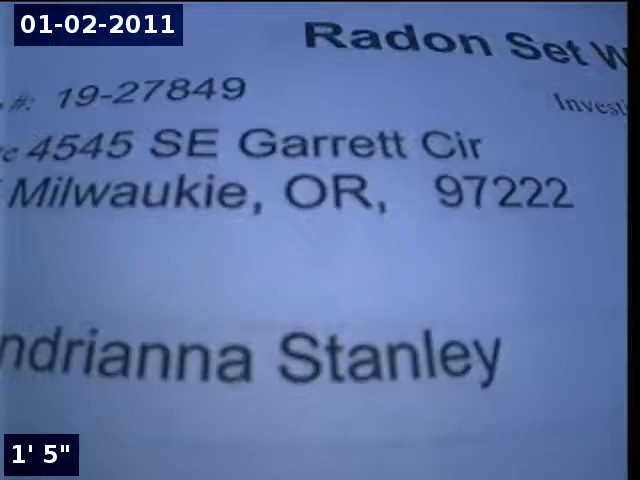 01-02-2011
Radon Set
#: 19-27849
4545 SE Garrett Cir
Milwaukie, OR, 97222
ndrianna Stanley
1' 5"